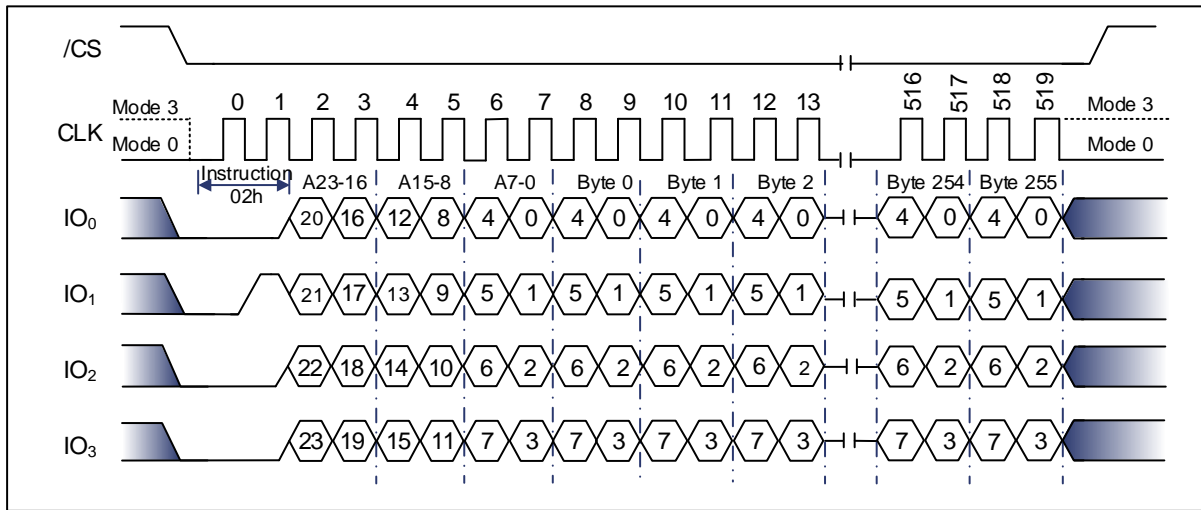 /CS
0 1 2 3 4 5 6 7 8 9 10 11 12 13 516 517 518 519
Mode 3 Mode 3
CLK
Mode 0 Mode 0
Instruction A23-16 A15-8 A7-0 Byte 0 Byte 1 Byte 2 Byte 254 Byte 255
02h
IO0 20 16 12 8 4 0 4 0 4 0 4 0 4 0 4 0
IO1 21 17 13 9 5 1 5 1 5 1 5 1 5 1 5 1
IO2 22 18 14 10 6 2 6 2 6 2 6 2 6 2 6 2
IO3 23 19 15 11 7 3 7 3 7 3 7 3 7 3 7 3